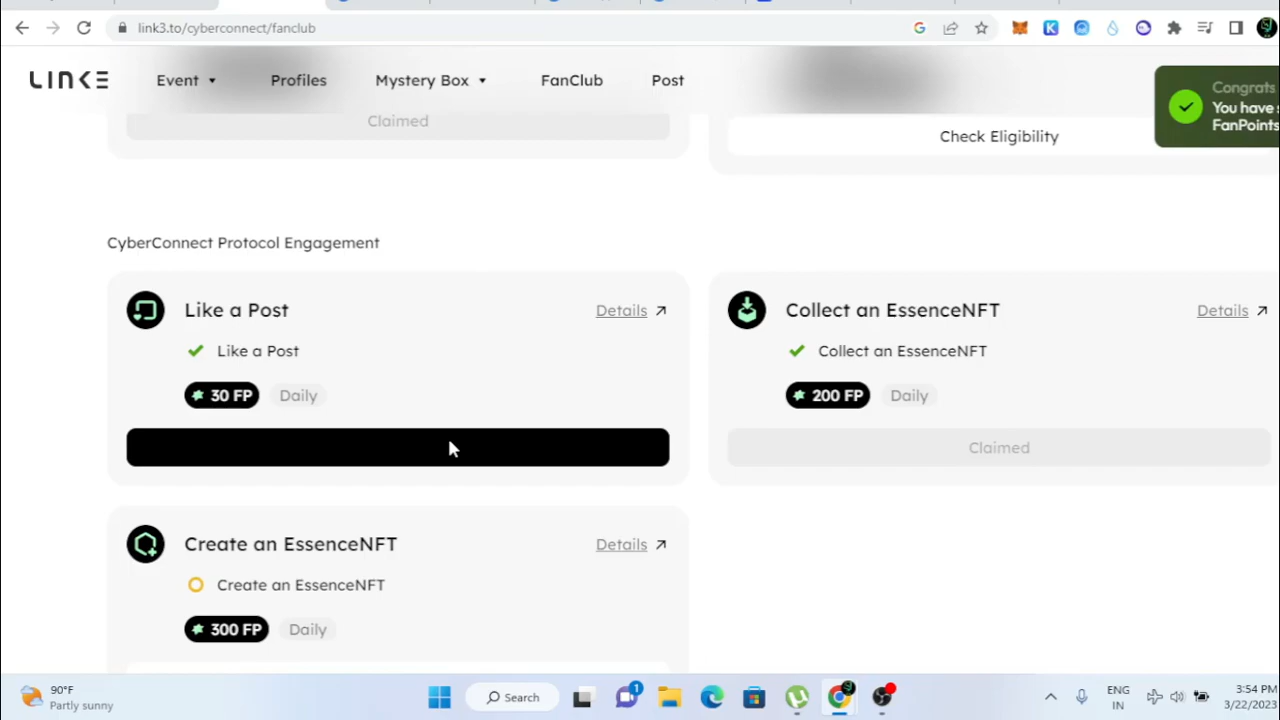 link3.to/cyberconnect/fanclub
LINK3
Event
Profiles
Mystery Box
FanClub
Post
Congrats
You have
FanPoints
Claimed
Check Eligibility
CyberConnect Protocol Engagement
Like a Post
Details
Like a Post
30 FP
Daily
Collect an EssenceNFT
Details
Collect an EssenceNFT
200 FP
Daily
Claimed
Create an EssenceNFT
Details
Create an EssenceNFT
300 FP
Daily
90°F
Partly sunny
Search
1
ENG
IN
3:54 PM
3/22/2023